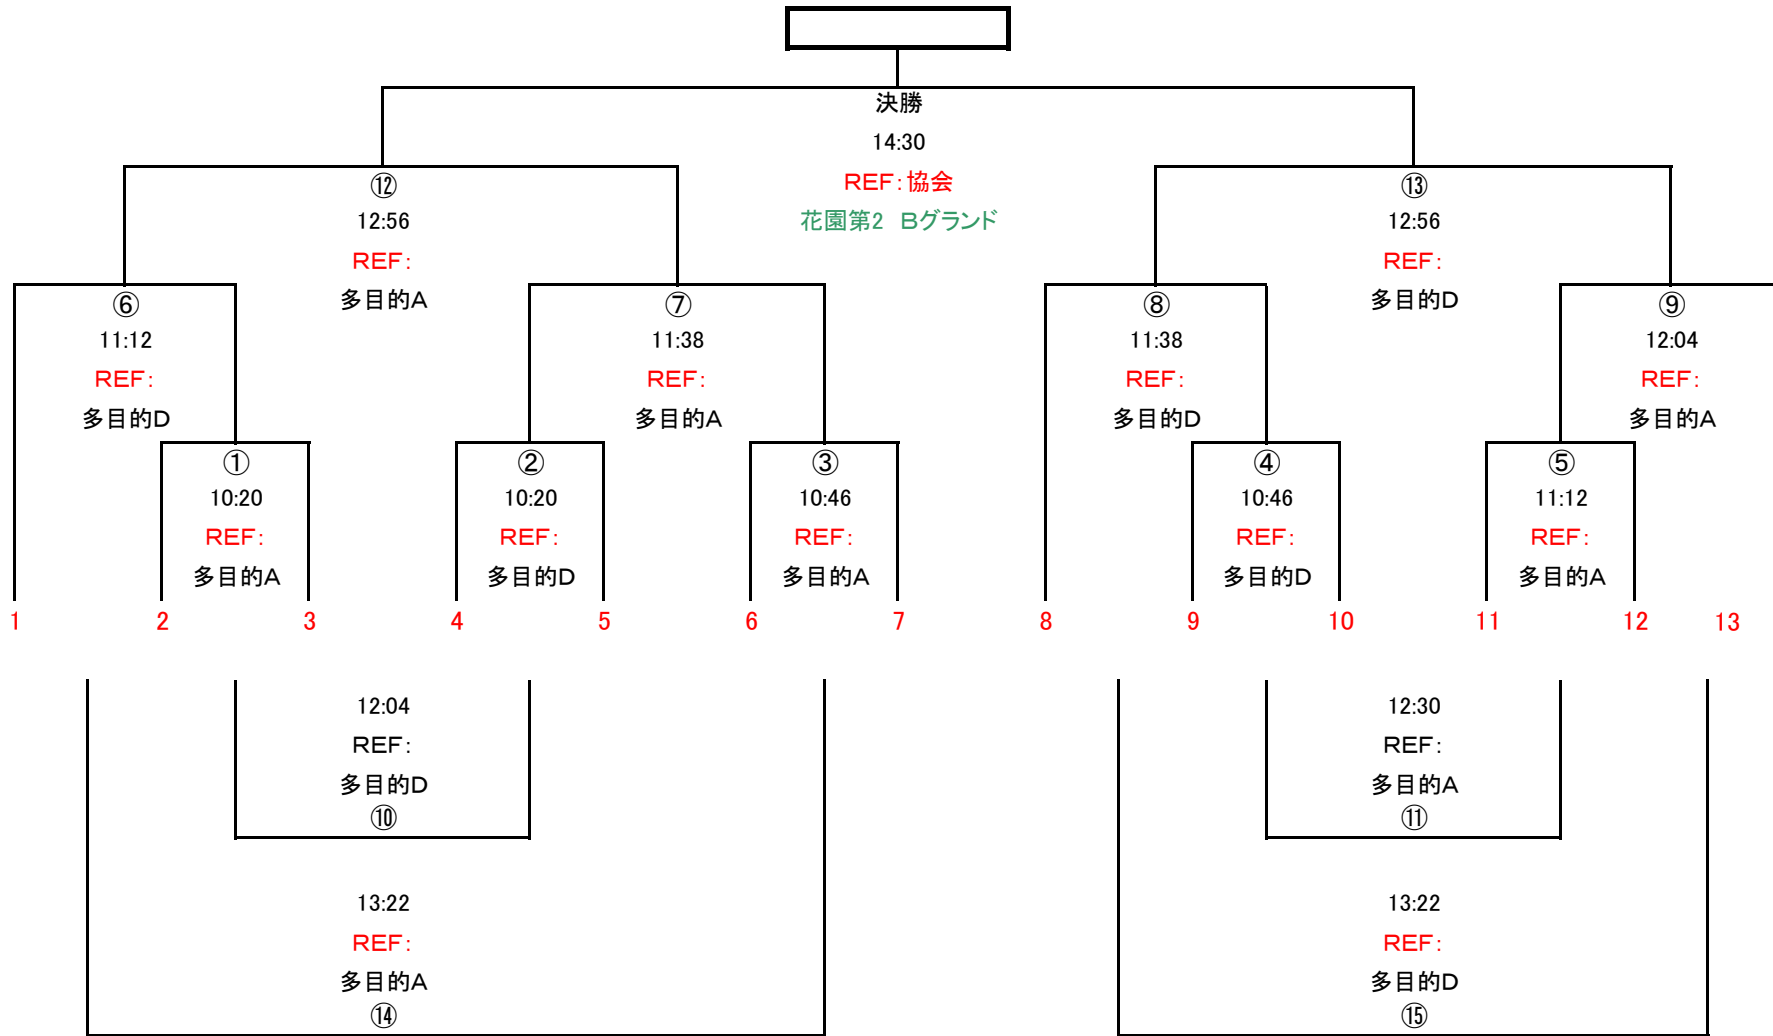 決勝
14:30
REF:協会
花園第2　Bグランド
⑫
12:56
REF:
多目的A
⑬
12:56
REF:
多目的D
⑥
11:12
REF:
多目的D
⑦
11:38
REF:
多目的A
⑧
11:38
REF:
多目的D
⑨
12:04
REF:
多目的A
①
10:20
REF:
多目的A
②
10:20
REF:
多目的D
③
10:46
REF:
多目的A
④
10:46
REF:
多目的D
⑤
11:12
REF:
多目的A
1 2 3 4 5 6 7 8 9 10 11 12 13
12:04
REF:
多目的D
⑩
12:30
REF:
多目的A
⑪
13:22
REF:
多目的A
⑭
13:22
REF:
多目的D
⑮